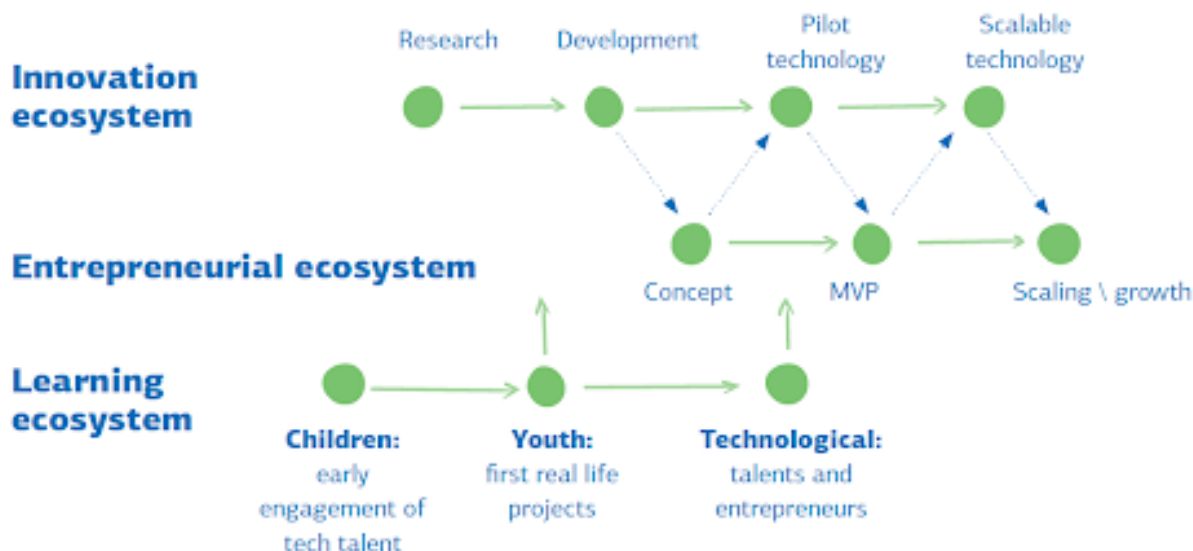 Research
Development
Pilot
technology
Scalable
technology
Innovation
ecosystem
Entrepreneurial ecosystem
Concept
MVP
Scaling \ growth
Learning
ecosystem
Children:
early
engagement of
tech talent
Youth:
first real life
projects
Technological:
talents and
entrepreneurs